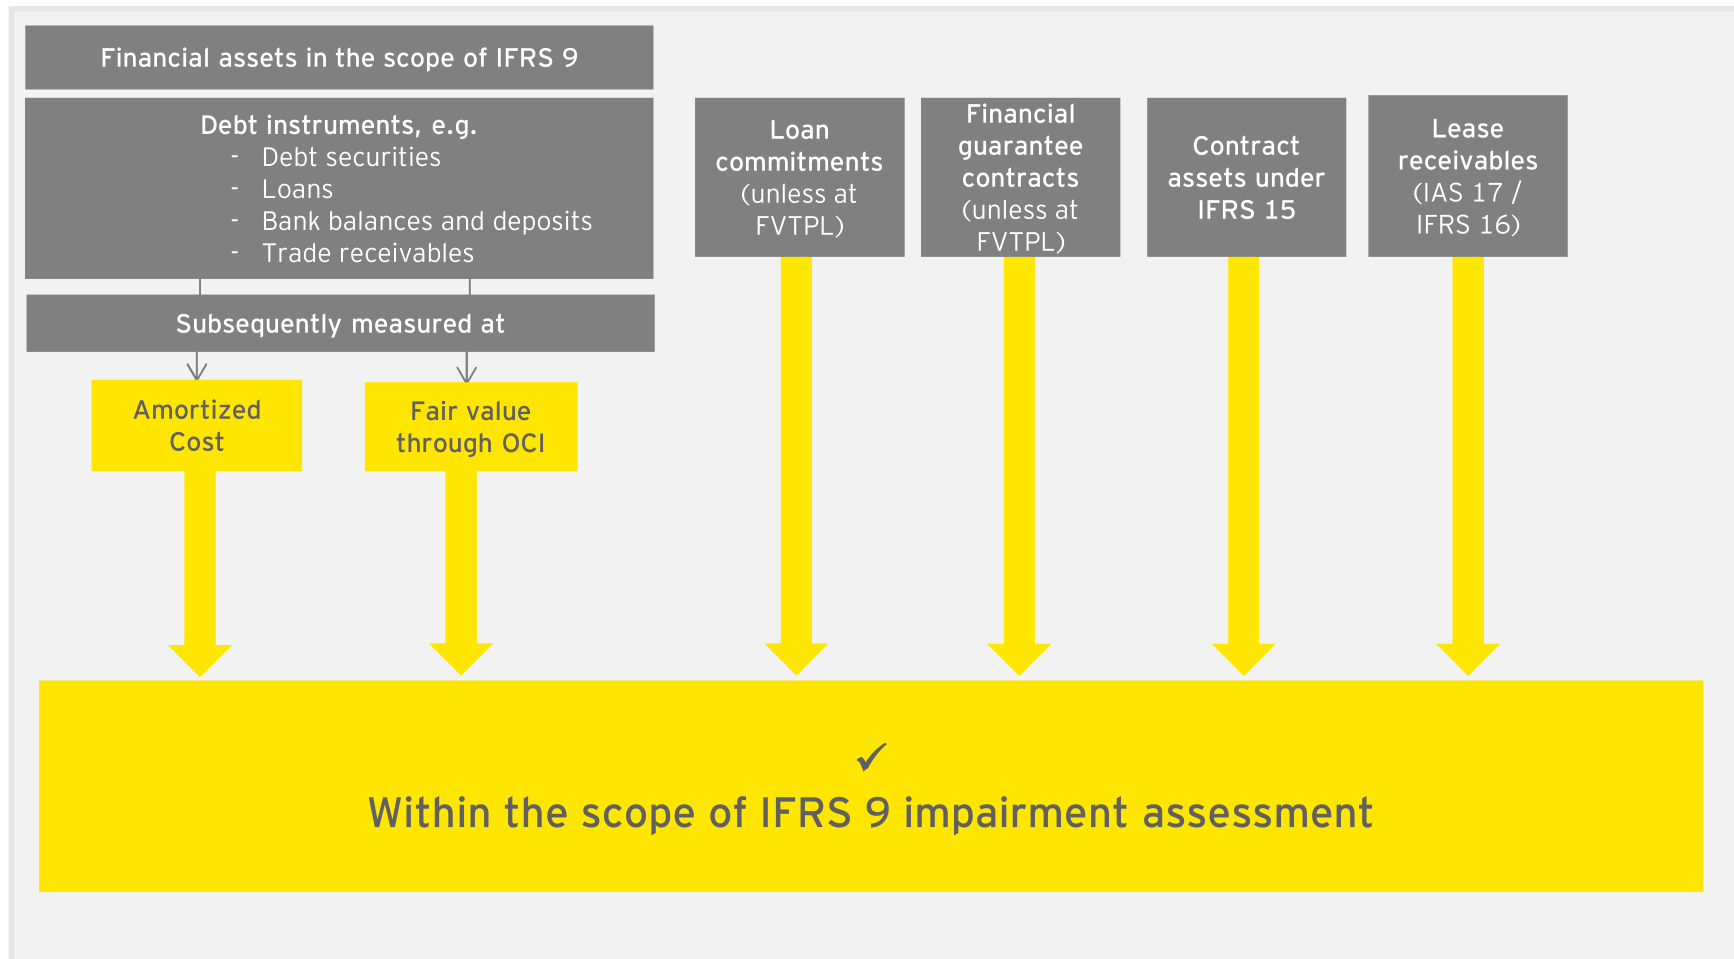 Financial assets in the scope of IFRS 9
Debt instruments, e.g.
- Debt securities
- Loans
- Bank balances and deposits
- Trade receivables
Subsequently measured at
Amortized
Cost
Fair value
through OCI
Loan
commitments
(unless at
FVTPL)
Financial
guarantee
contracts
(unless at
FVTPL)
Contract
assets under
IFRS 15
Lease
receivables
(IAS 17 /
IFRS 16)
✓
Within the scope of IFRS 9 impairment assessment